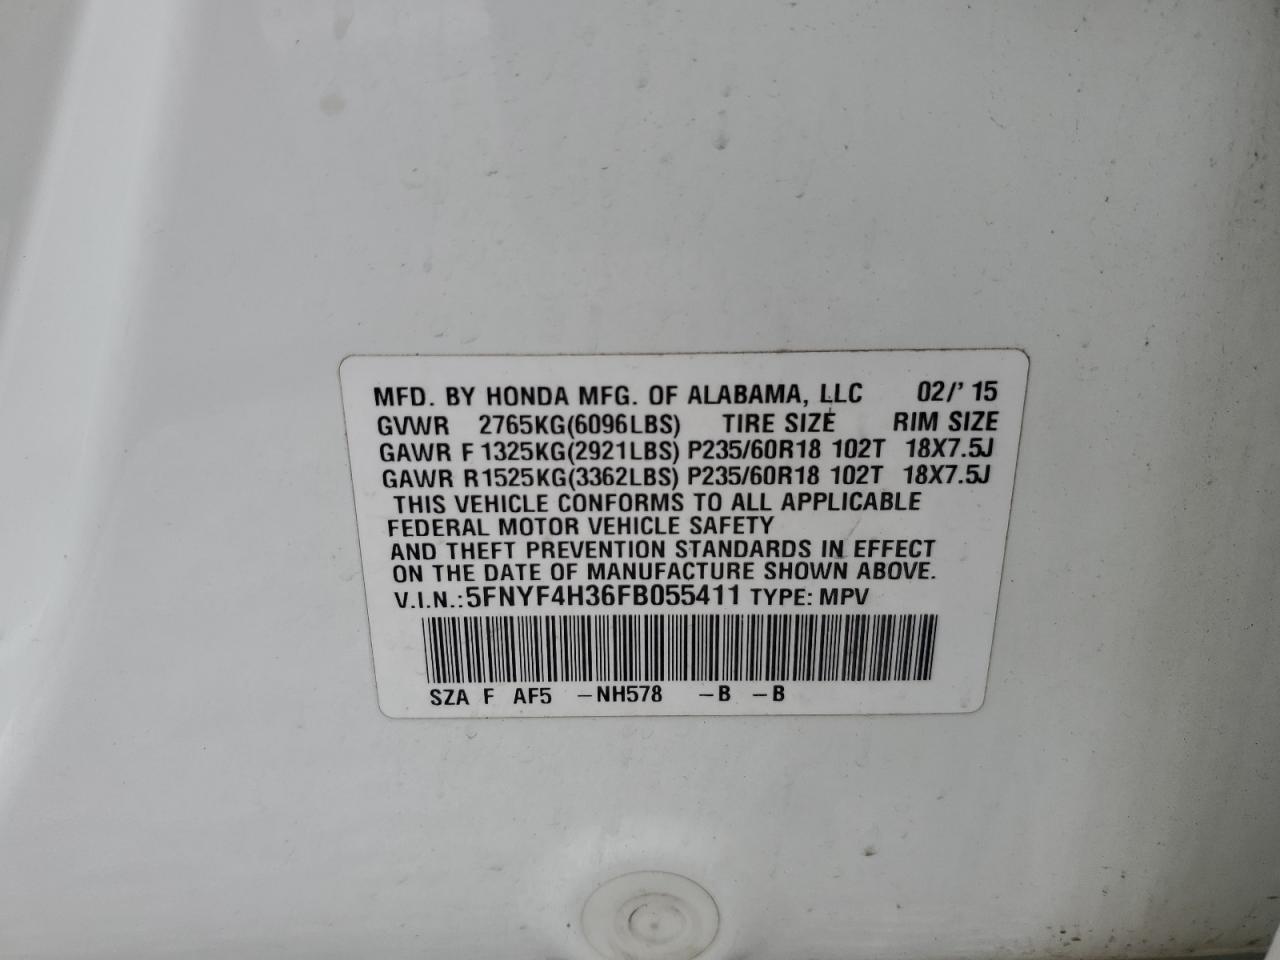 MFD. BY HONDA MFG. OF ALABAMA, LLC 02/' 15
GVWR 2765KG(6096LBS) TIRE SIZE RIM SIZE
GAWR F 1325KG(2921LBS) P235/60R18 102T 18X7.5J
GAWR R1525KG(3362LBS) P235/60R18 102T 18X7.5J
THIS VEHICLE CONFORMS TO ALL APPLICABLE
FEDERAL MOTOR VEHICLE SAFETY
AND THEFT PREVENTION STANDARDS IN EFFECT
ON THE DATE OF MANUFACTURE SHOWN ABOVE.
V.I.N.:5FNYF4H36FB055411 TYPE: MPV
SZA F AF5 –NH578 –B –B